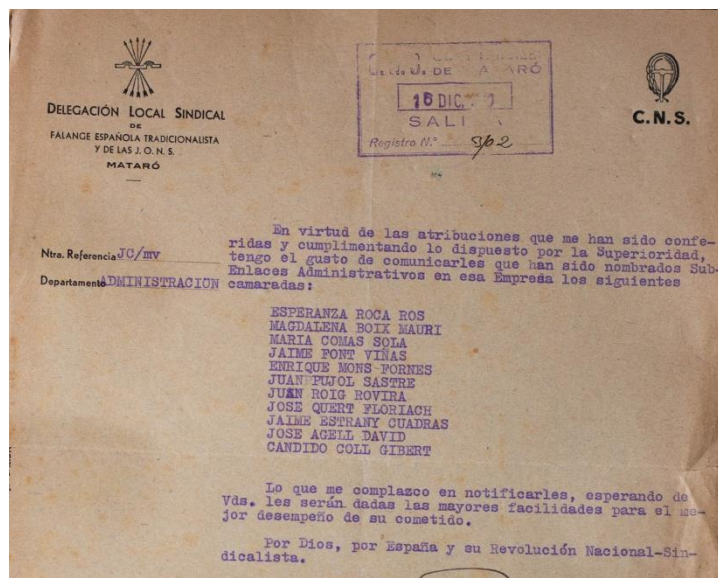 DELEGACIÓN LOCAL SINDICAL
DE
FALANGE ESPAÑOLA TRADICIONALISTA
Y DE LAS J. O. N. S.
MATARÓ
DE MATARÓ
16 DIC.
SALI
Registro N.º 3602
C. N. S.
Ntra. Referencia JC/mv
Departamento ADMINISTRACION
En virtud de las atribuciones que me han sido confe-
ridas y cumplimentando lo dispuesto por la Superioridad,
tengo el gusto de comunicarles que han sido nombrados Sub-
Enlaces Administrativos en esa Empresa los siguientes
camaradas:
ESPERANZA ROCA ROS
MAGDALENA BOIX MAURI
MARIA COMAS SOLA
JAIME FONT VIÑAS
ENRIQUE MONS FORNES
JUAN PUJOL SASTRE
JUAN ROIG ROVIRA
JOSE QUERT FLORIACH
JAIME ESTRANY CUADRAS
JOSE AGELL DAVID
CANDIDO COLL GIBERT
Lo que me complazco en notificarles, esperando de
Vds. les serán dadas las mayores facilidades para el me-
jor desempeño de su cometido.
Por Dios, por España y su Revolución Nacional-Sin-
dicalista.